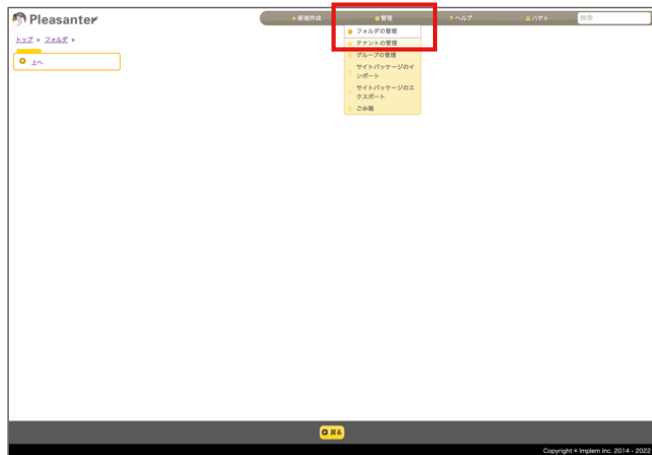 Pleasanter
新規作成
管理
ヘルプ
ハヤト
検索
トップ > フォルダ >
上へ
フォルダの管理
テナントの管理
グループの管理
サイトパッケージのイ
ンポート
サイトパッケージのエ
クスポート
ごみ箱
戻る
Copyright © Implem Inc. 2014 - 2022